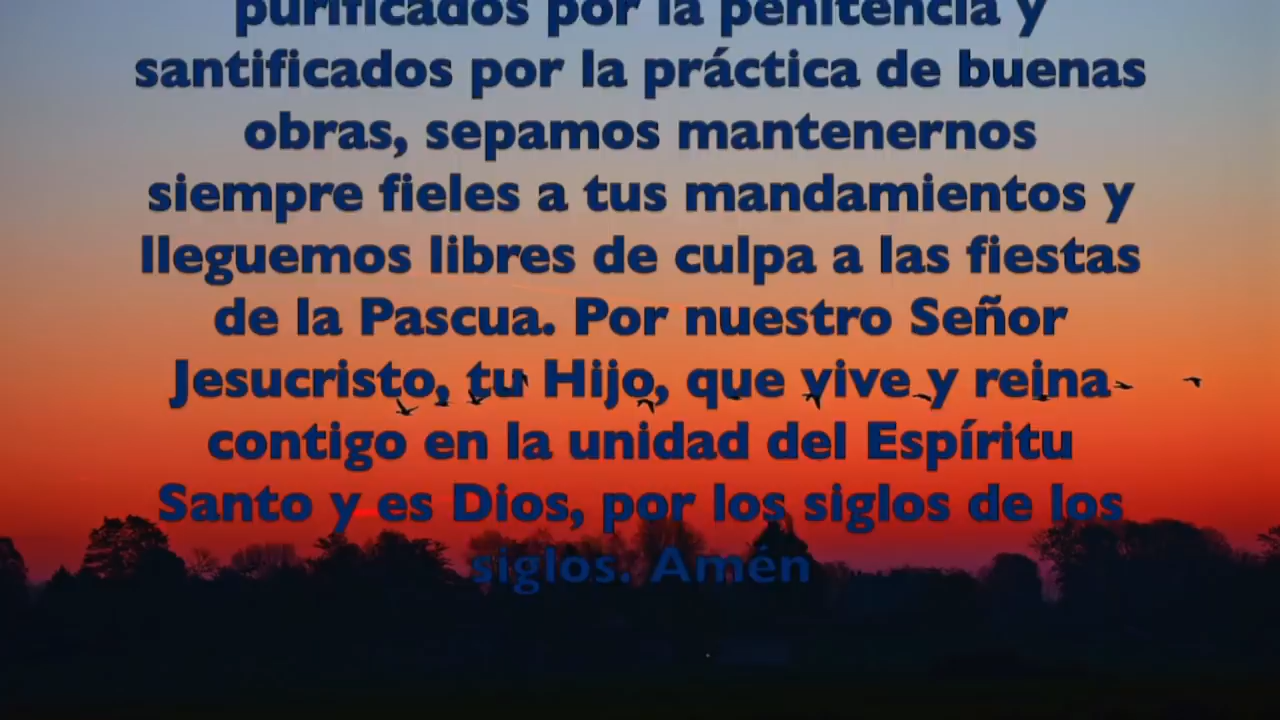 purificados por la penitencia y
santificados por la práctica de buenas
obras, sepamos mantenernos
siempre fieles a tus mandamientos y
lleguemos libres de culpa a las fiestas
de la Pascua. Por nuestro Señor
Jesucristo, tu Hijo, que vive y reina
contigo en la unidad del Espíritu
Santo y es Dios, por los siglos de los
siglos. Amén